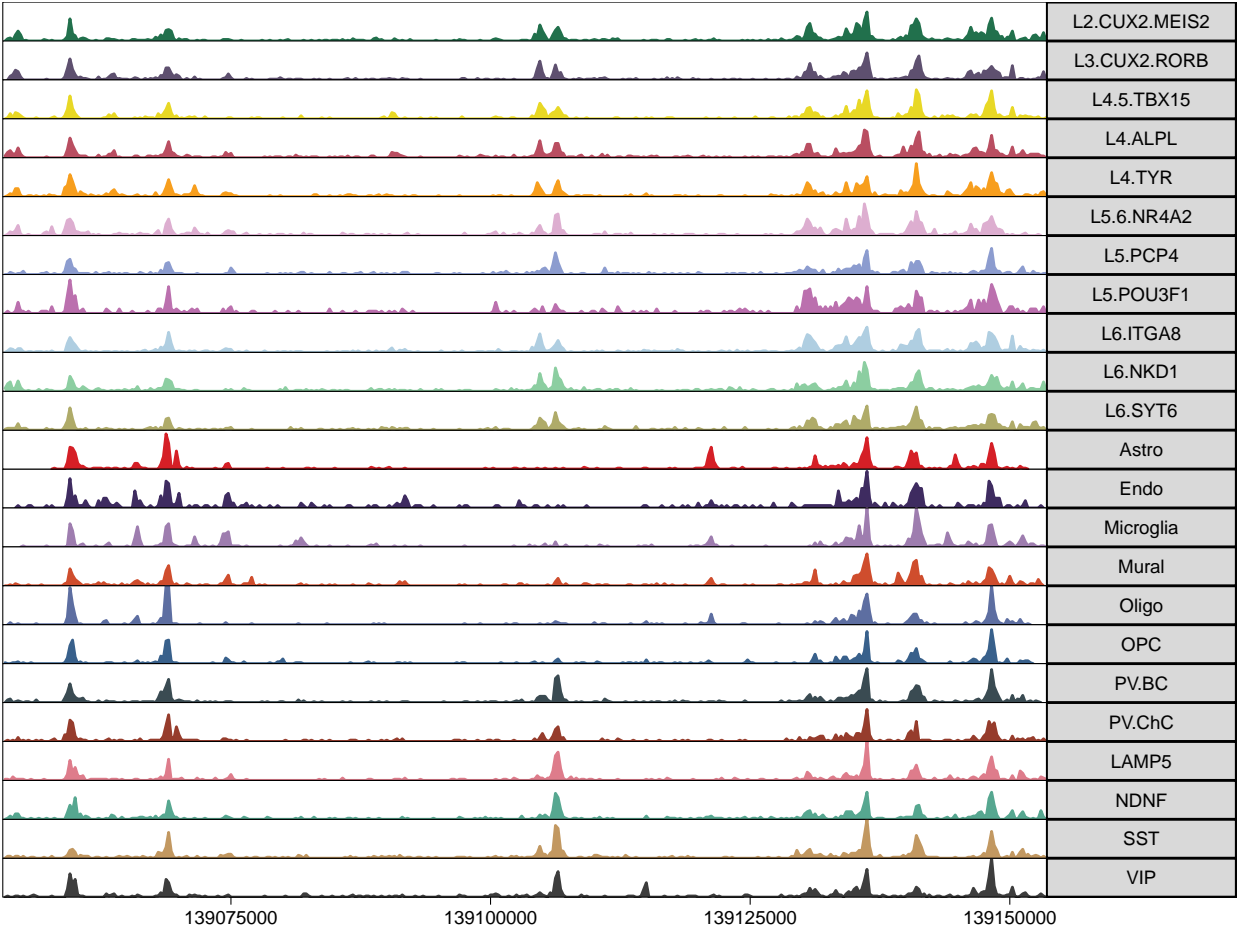 L2.CUX2.MEIS2
L3.CUX2.RORB
L4.5.TBX15
L4.ALPL
L4.TYR
L5.6.NR4A2
L5.PCP4
L5.POU3F1
L6.ITGA8
L6.NKD1
L6.SYT6
Astro
Endo
Microglia
Mural
Oligo
OPC
PV.BC
PV.ChC
LAMP5
NDNF
SST
VIP
139075000 139100000 139125000 139150000